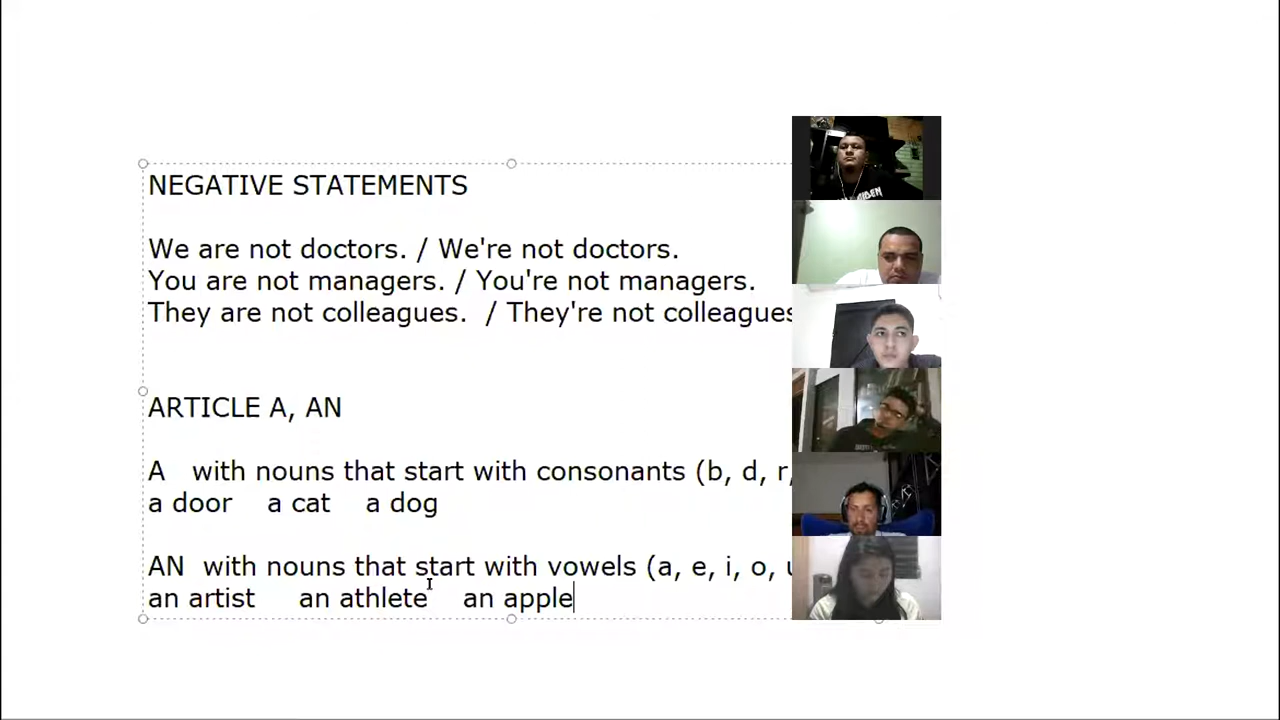 NEGATIVE STATEMENTS
We are not doctors. / We're not doctors.
You are not managers. / You're not managers.
They are not colleagues. / They're not colleagues
ARTICLE A, AN
A with nouns that start with consonants (b, d, r,
a door a cat a dog
AN with nouns that start with vowels (a, e, i, o,
an artist an athlete an apple